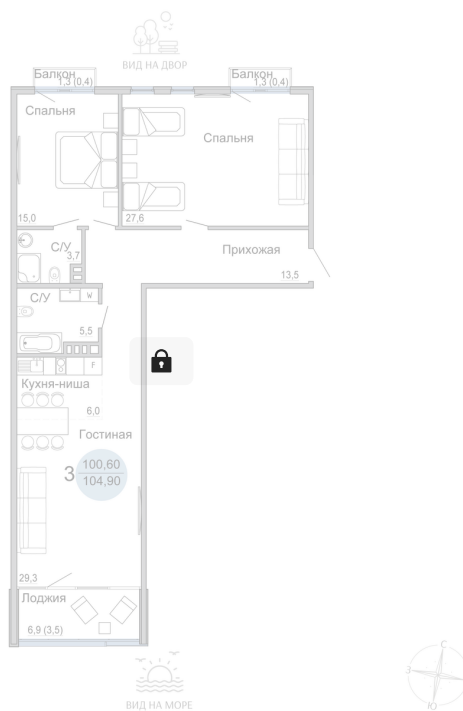 ВИД НА ДВОР
Балкон
1,3 (0.4)
Балкон
1,3 (0.4)
Спальня
15,0
Спальня
27,6
С/У
3,7
Прихожая
13,5
С/У
W
5,5
F
Кухня-ниша
6,0
Гостиная
3
100,60
104,90
29,3
Лоджия
6,9 (3,5)
ВИД НА МОРЕ
С
З
Ю